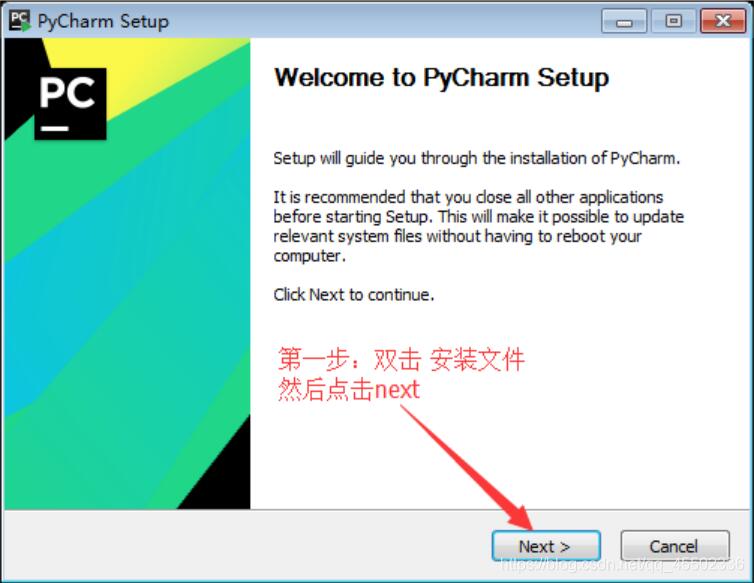 PyCharm Setup
PC
Welcome to PyCharm Setup
Setup will guide you through the installation of PyCharm.
It is recommended that you close all other applications
before starting Setup. This will make it possible to update
relevant system files without having to reboot your
computer.
Click Next to continue.
第一步：双击 安装文件
然后点击next
Next >
Cancel
https://blog.csdn.net/qq_45502336